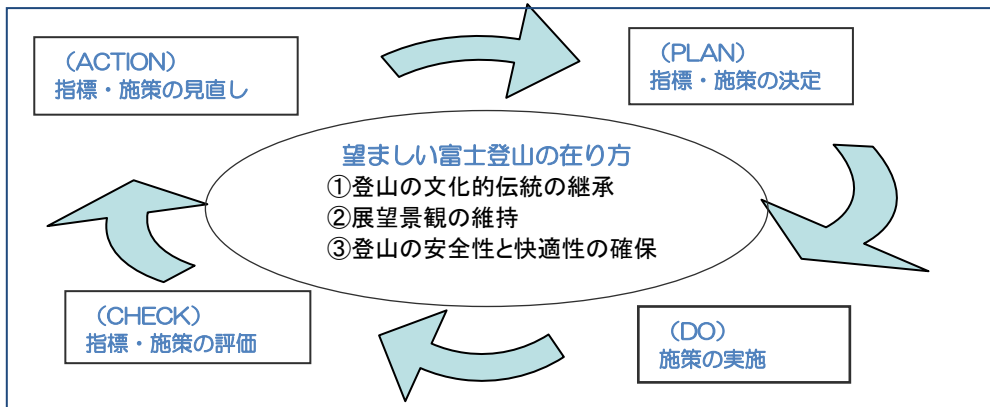 （ACTION）
指標・施策の見直し
（PLAN）
指標・施策の決定
望ましい富士登山の在り方
①登山の文化的伝統の継承
②展望景観の維持
③登山の安全性と快適性の確保
（CHECK）
指標・施策の評価
（DO）
施策の実施